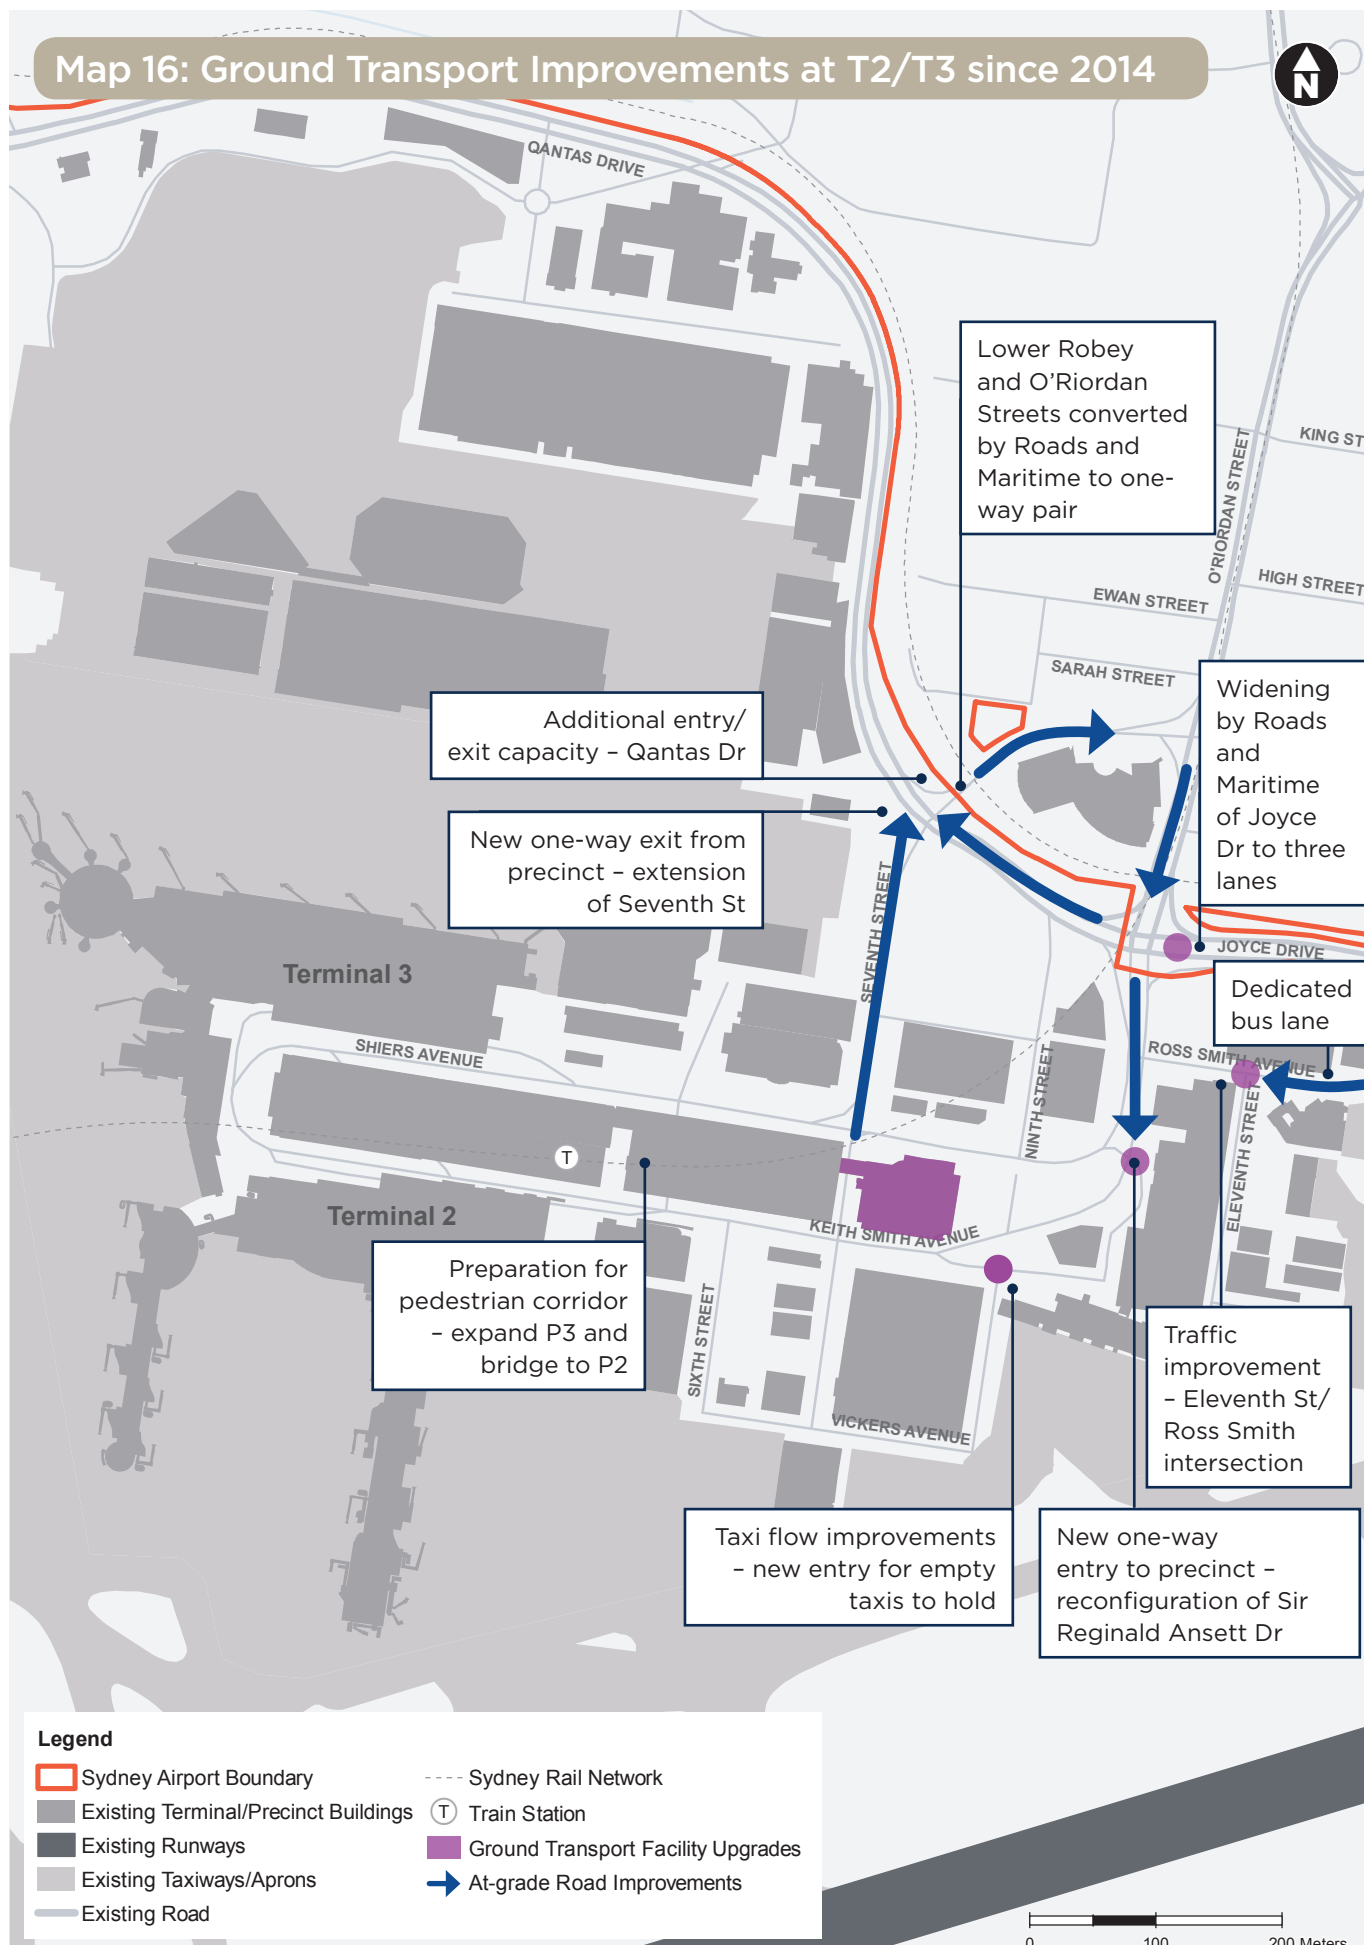 Map 16: Ground Transport Improvements at T2/T3 since 2014
N
QANTAS DRIVE
Lower Robey
and O'Riordan
Streets converted
by Roads and
Maritime to one-
way pair
O'RIORDAN STREET
KING ST
HIGH STREET
EWAN STREET
SARAH STREET
Widening
by Roads
and
Maritime
of Joyce
Dr to three
lanes
Additional entry/
exit capacity – Qantas Dr
New one-way exit from
precinct – extension
of Seventh St
SEVENTH STREET
JOYCE DRIVE
Terminal 3
Dedicated
bus lane
SHIERS AVENUE
ROSS SMITH AVENUE
NINTH STREET
ELEVENTH STREET
T
Terminal 2
KEITH SMITH AVENUE
Preparation for
pedestrian corridor
– expand P3 and
bridge to P2
SIXTH STREET
Traffic
improvement
– Eleventh St/
Ross Smith
intersection
VICKERS AVENUE
Taxi flow improvements
– new entry for empty
taxis to hold
New one-way
entry to precinct –
reconfiguration of Sir
Reginald Ansett Dr
Legend
Sydney Airport Boundary
Existing Terminal/Precinct Buildings
Existing Runways
Existing Taxiways/Aprons
Existing Road
Sydney Rail Network
T Train Station
Ground Transport Facility Upgrades
At-grade Road Improvements
0 100 200 Meters